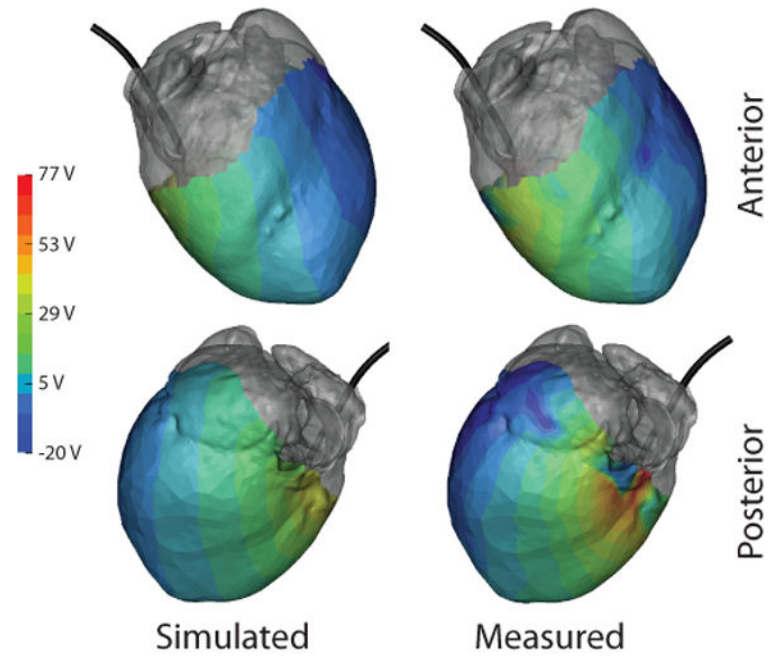 Anterior
77 V
53 V
29 V
5 V
-20 V
Posterior
Simulated
Measured